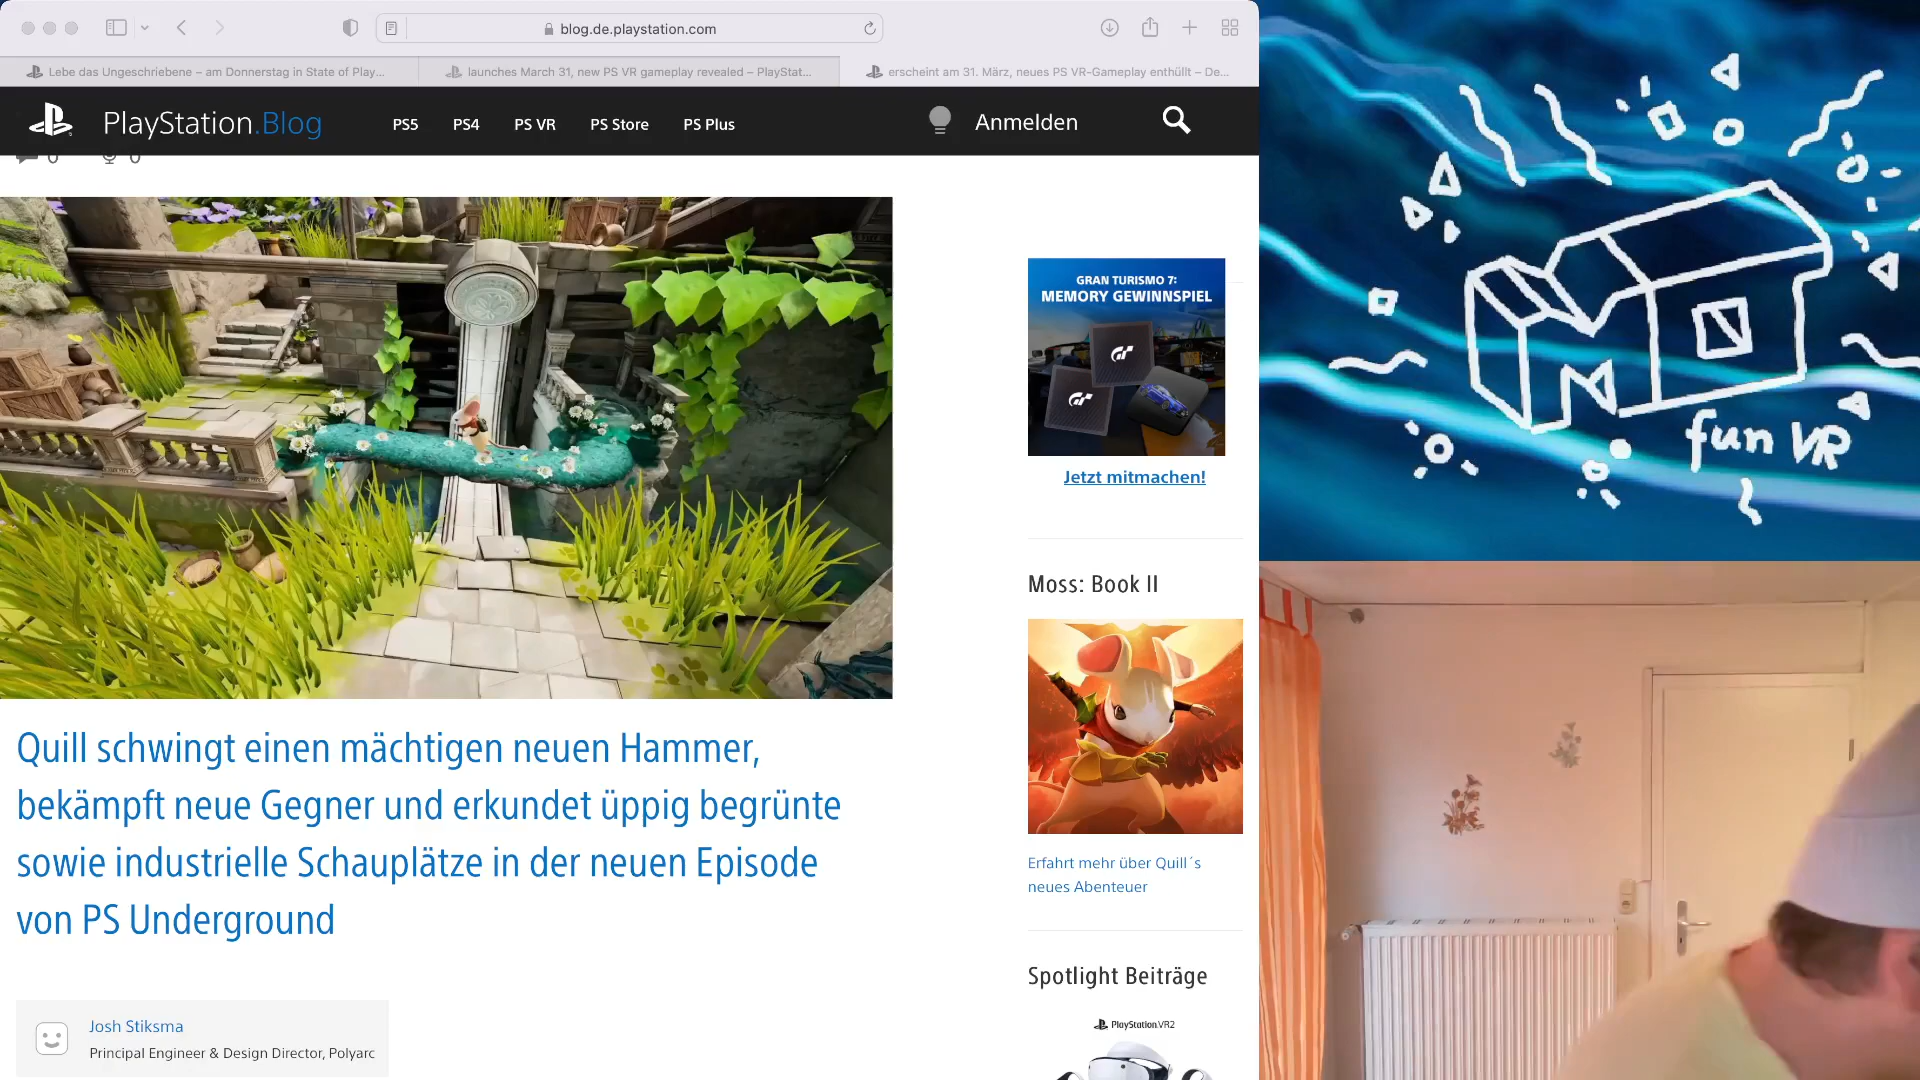 blog.de.playstation.com
Lebe das Ungeschriebene – am Donnerstag in State of Play...
launches March 31, new PS VR gameplay revealed – PlayStat...
erscheint am 31. März, neues PS VR-Gameplay enthüllt – De...
PlayStation.Blog
PS5
PS4
PS VR
PS Store
PS Plus
Anmelden
0
0
GRAN TURISMO 7:
MEMORY GEWINNSPIEL
GT
GT
Jetzt mitmachen!
fun VR
Moss: Book II
Erfahrt mehr über Quill´s
neues Abenteuer
Quill schwingt einen mächtigen neuen Hammer,
bekämpft neue Gegner und erkundet üppig begrünte
sowie industrielle Schauplätze in der neuen Episode
von PS Underground
Spotlight Beiträge
PlayStation.VR2
Josh Stiksma
Principal Engineer & Design Director, Polyarc